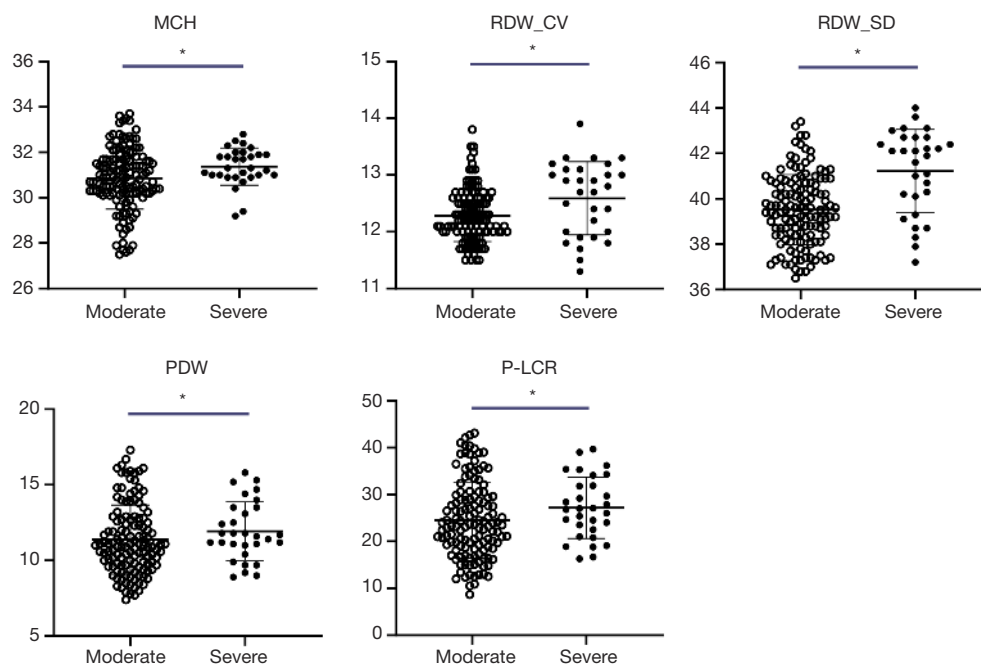 MCH
*
36
34
32
30
28
26
Moderate
Severe
RDW_CV
*
15
14
13
12
11
Moderate
Severe
RDW_SD
*
46
44
42
40
38
36
Moderate
Severe
PDW
*
20
15
10
5
Moderate
Severe
P-LCR
*
50
40
30
20
10
0
Moderate
Severe